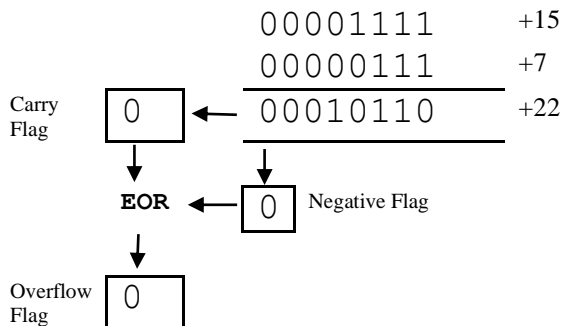 00001111 +15
00000111 +7
Carry Flag 0 00010110 +22
EOR 0 Negative Flag
Overflow Flag 0